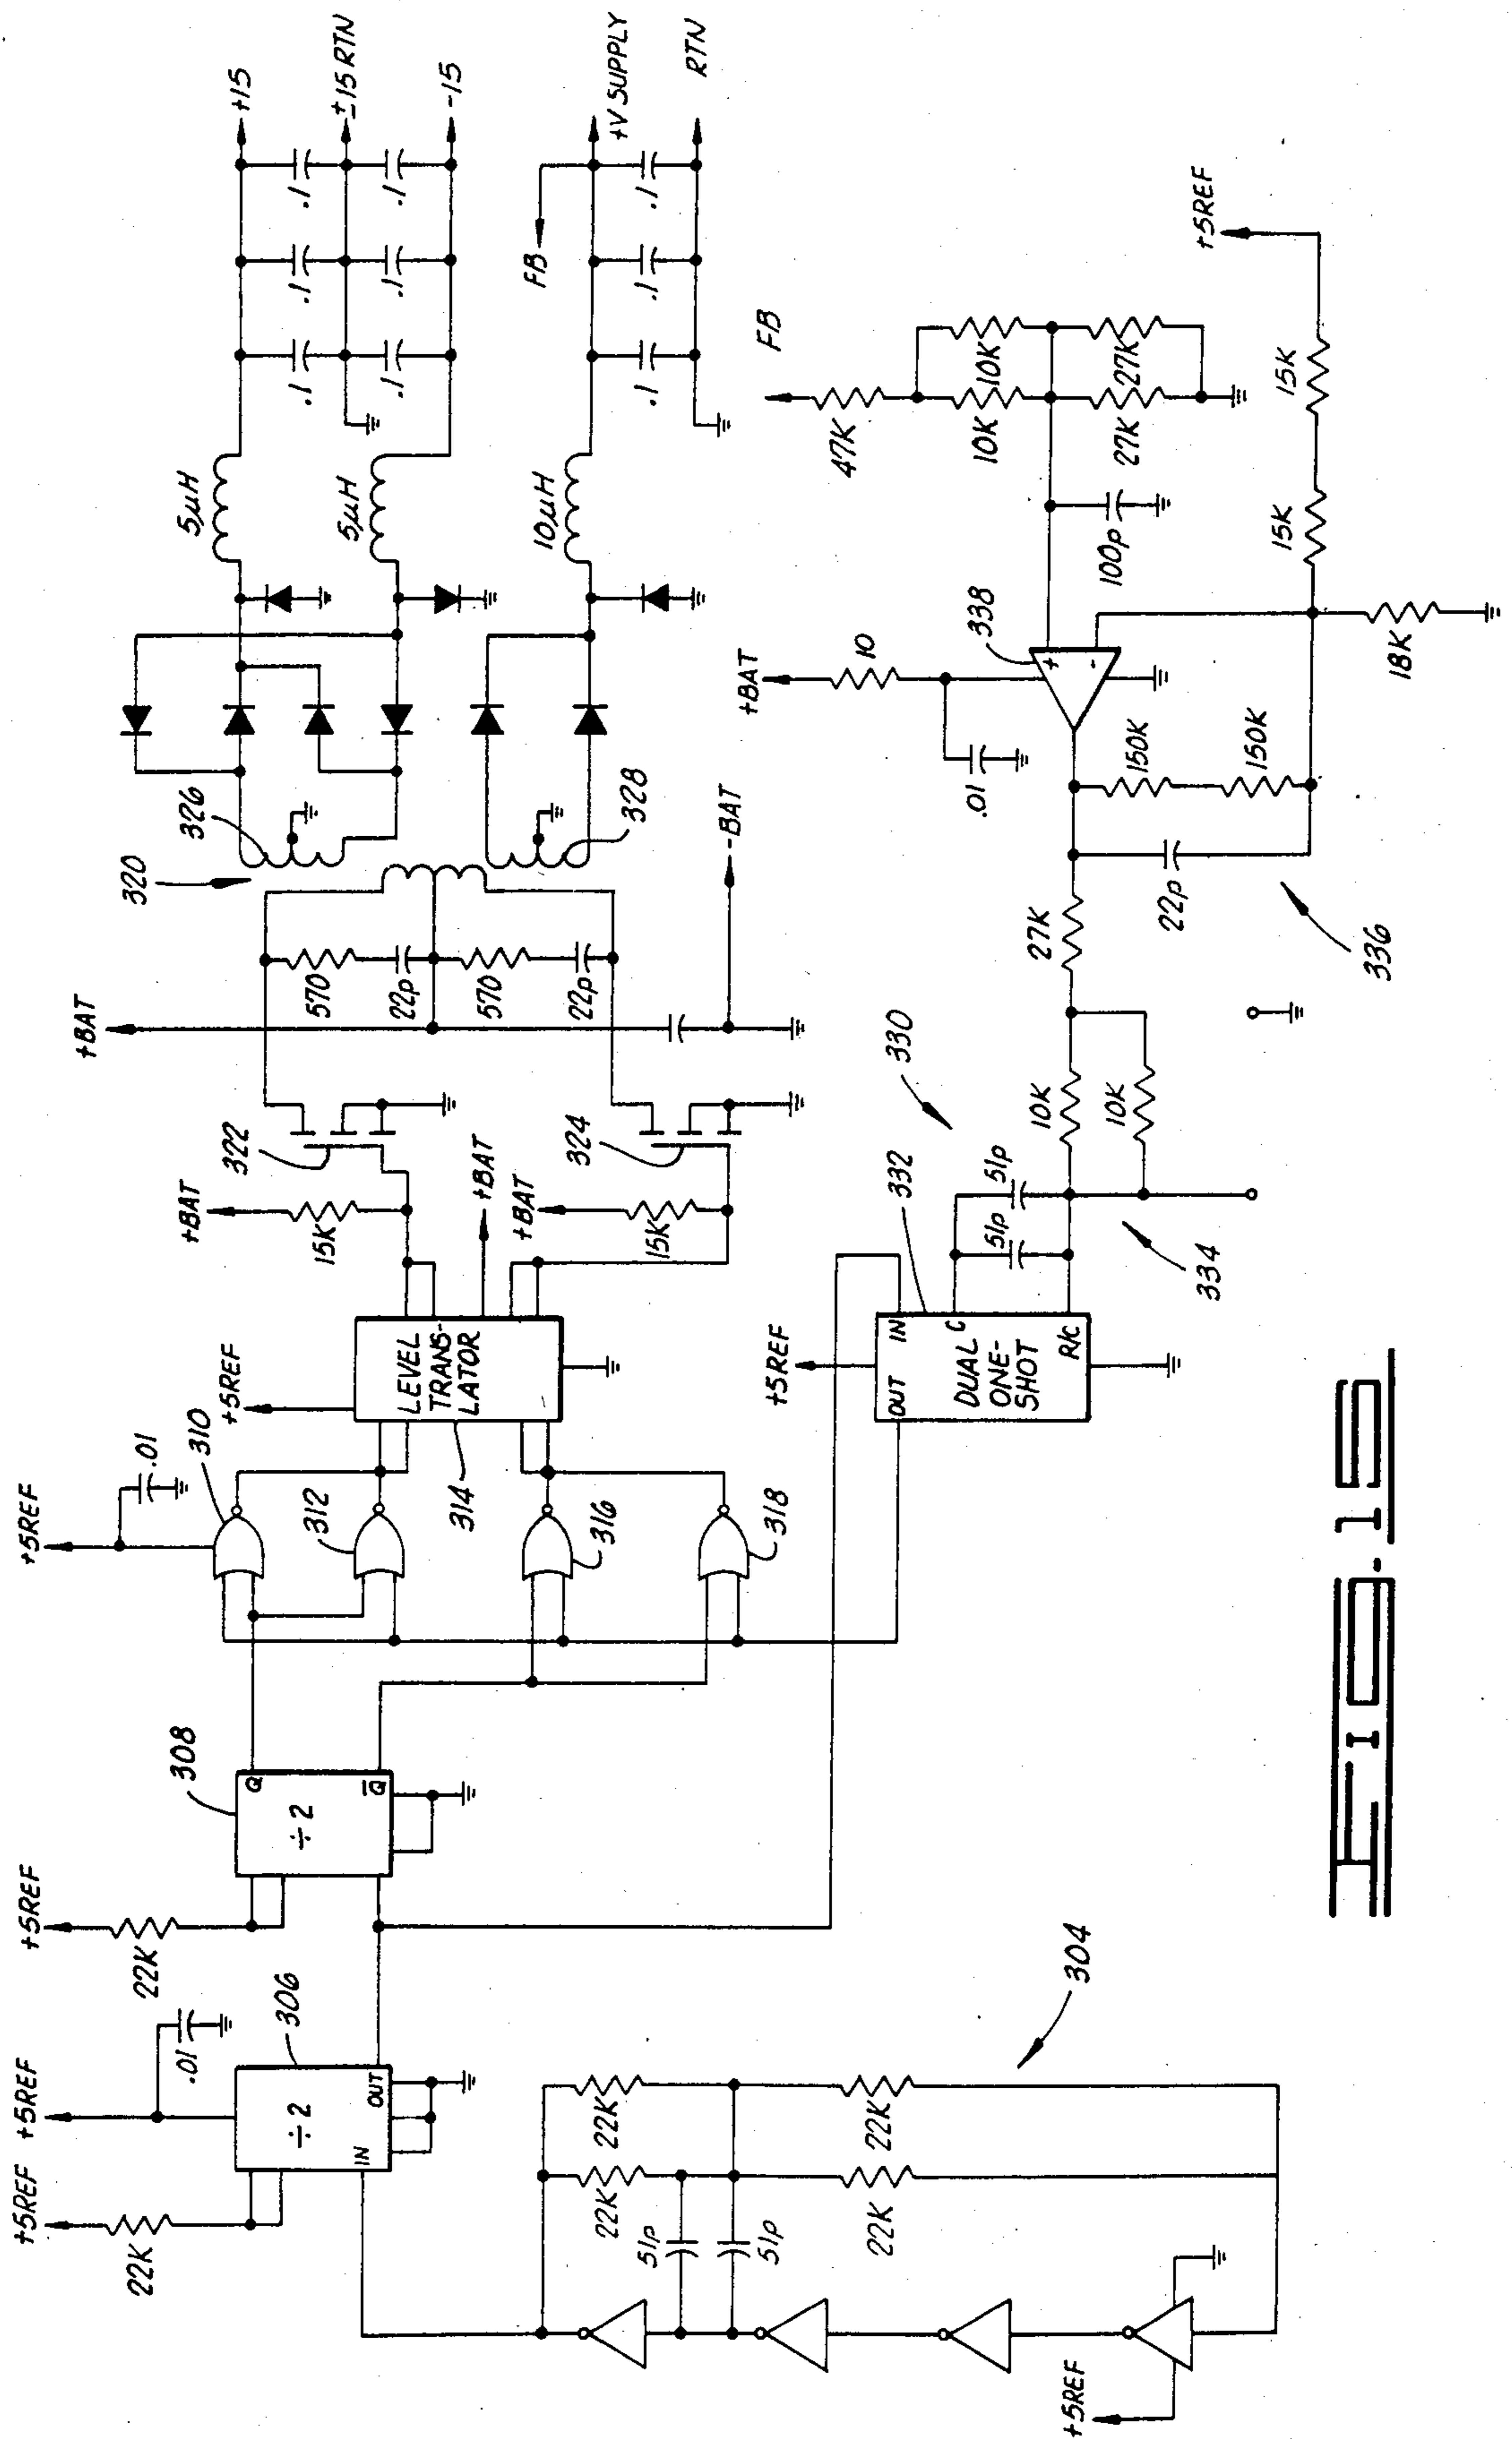 +15
±15 RTN
-15
+V SUPPLY
RTN
.1
.1
.1
.1
.1
.1
FB
.1
.1
.1
5μH
5μH
10μH
326
320
328
-BAT
+BAT
570
22p
570
22p
322
324
+BAT
15K
+BAT
+BAT
15K
LEVEL
TRANS-
LATOR
+5REF
314
310
312
316
318
+5REF
.01
308
Q
Q̅
÷2
+5REF
22K
306
÷2
IN
OUT
+5REF
.01
+5REF
22K
304
22K
22K
22K
22K
51p
51p
+5REF
330
332
IN
OUT
C
R/C
DUAL
ONE-
SHOT
+5REF
51p
51p
334
10K
10K
27K
336
22p
150K
150K
338
+
-
+BAT
10
.01
100p
FB
47K
10K
10K
27K
27K
18K
15K
15K
+5REF
FIG. 15